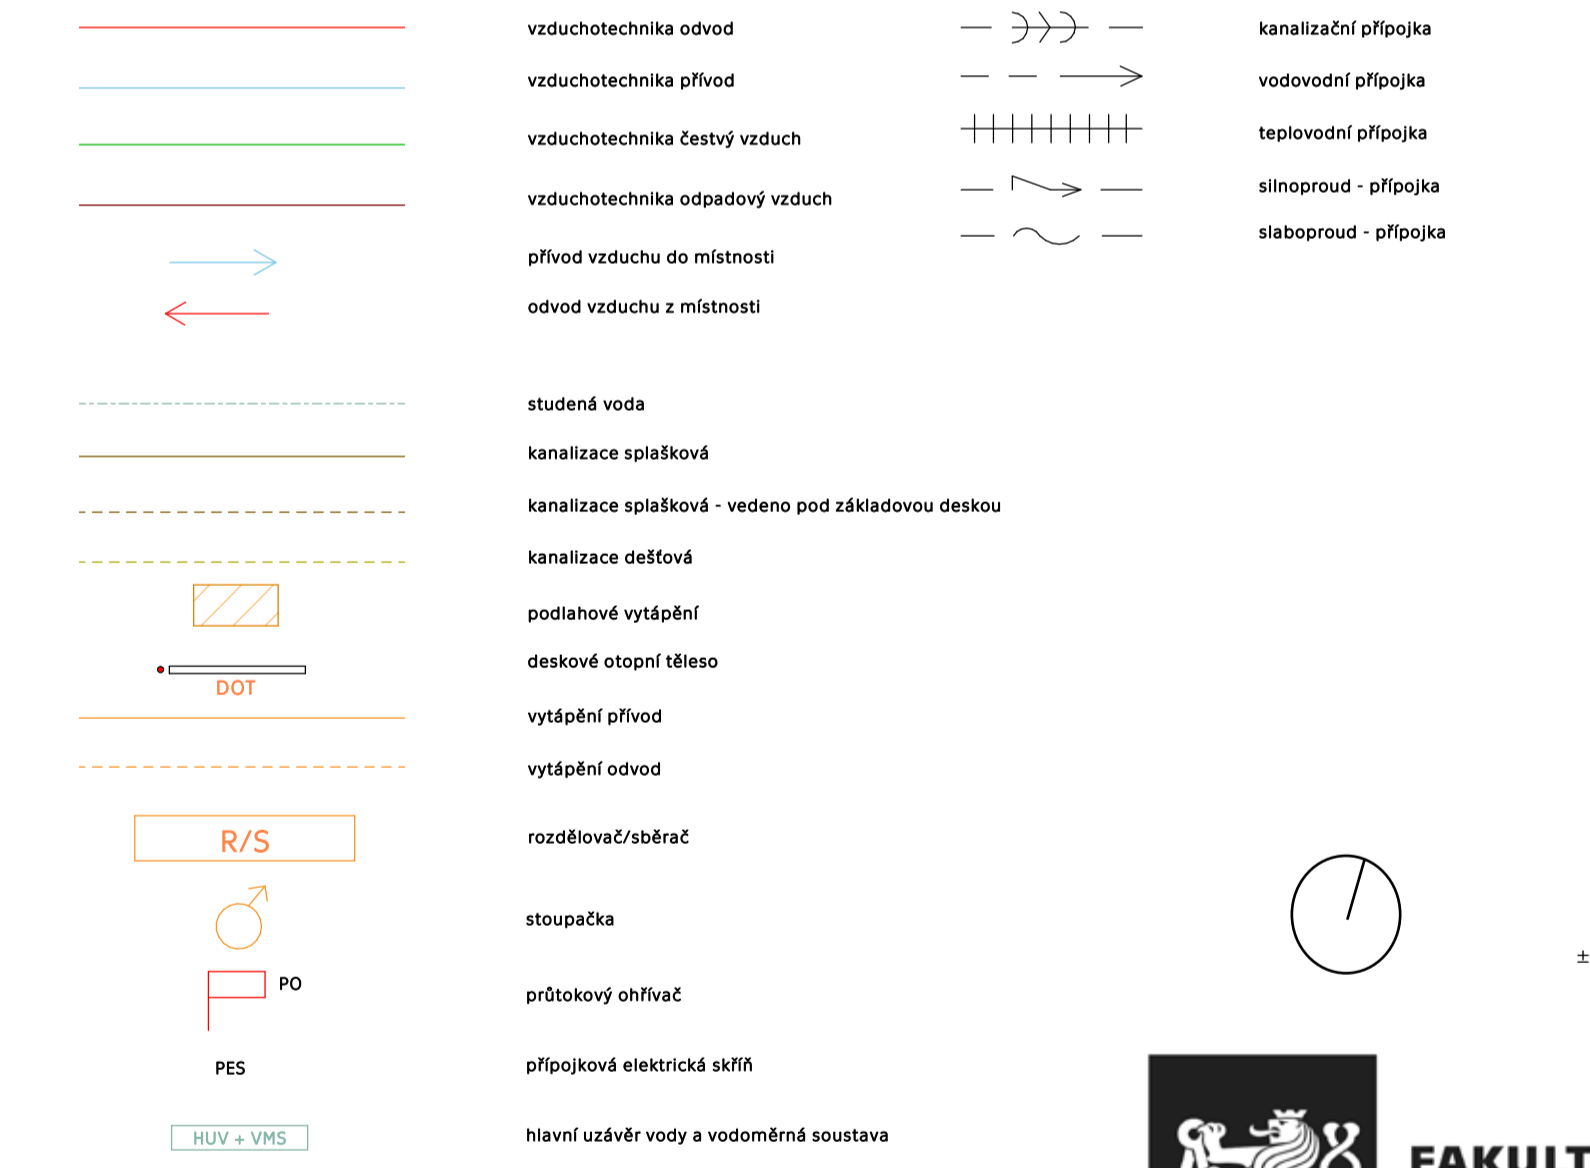 vzduchotechnika odvod
vzduchotechnika přívod
vzduchotechnika čestvý vzduch
vzduchotechnika odpadový vzduch
přívod vzduchu do místnosti
odvod vzduchu z místnosti
studená voda
kanalizace splašková
kanalizace splašková - vedeno pod základovou deskou
kanalizace dešťová
podlahové vytápění
deskové otopní těleso
DOT
vytápění přívod
vytápění odvod
R/S
rozdělovač/sběrač
stoupačka
PO
průtokový ohřívač
PES
přípojková elektrická skříň
HUV + VMS
hlavní uzávěr vody a vodoměrná soustava
kanalizační přípojka
vodovodní přípojka
teplovodní přípojka
silnoproud - přípojka
slaboproud - přípojka
±
FAKULT